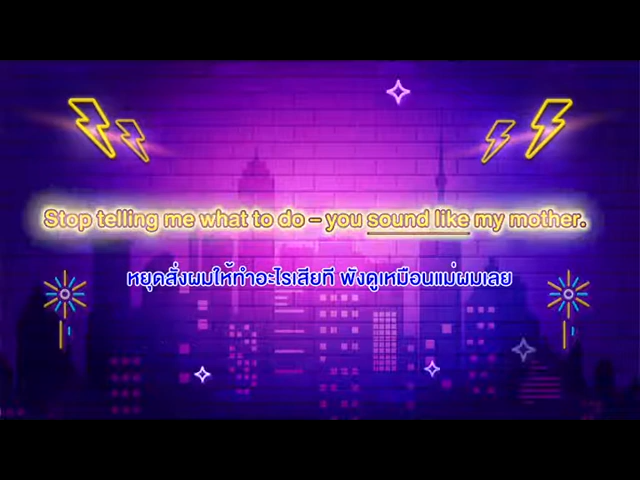 Stop telling me what to do – you sound like my mother.
หยุดสั่งผมให้ทำอะไรเสียที ฟังดูเหมือนแม่ผมเลย